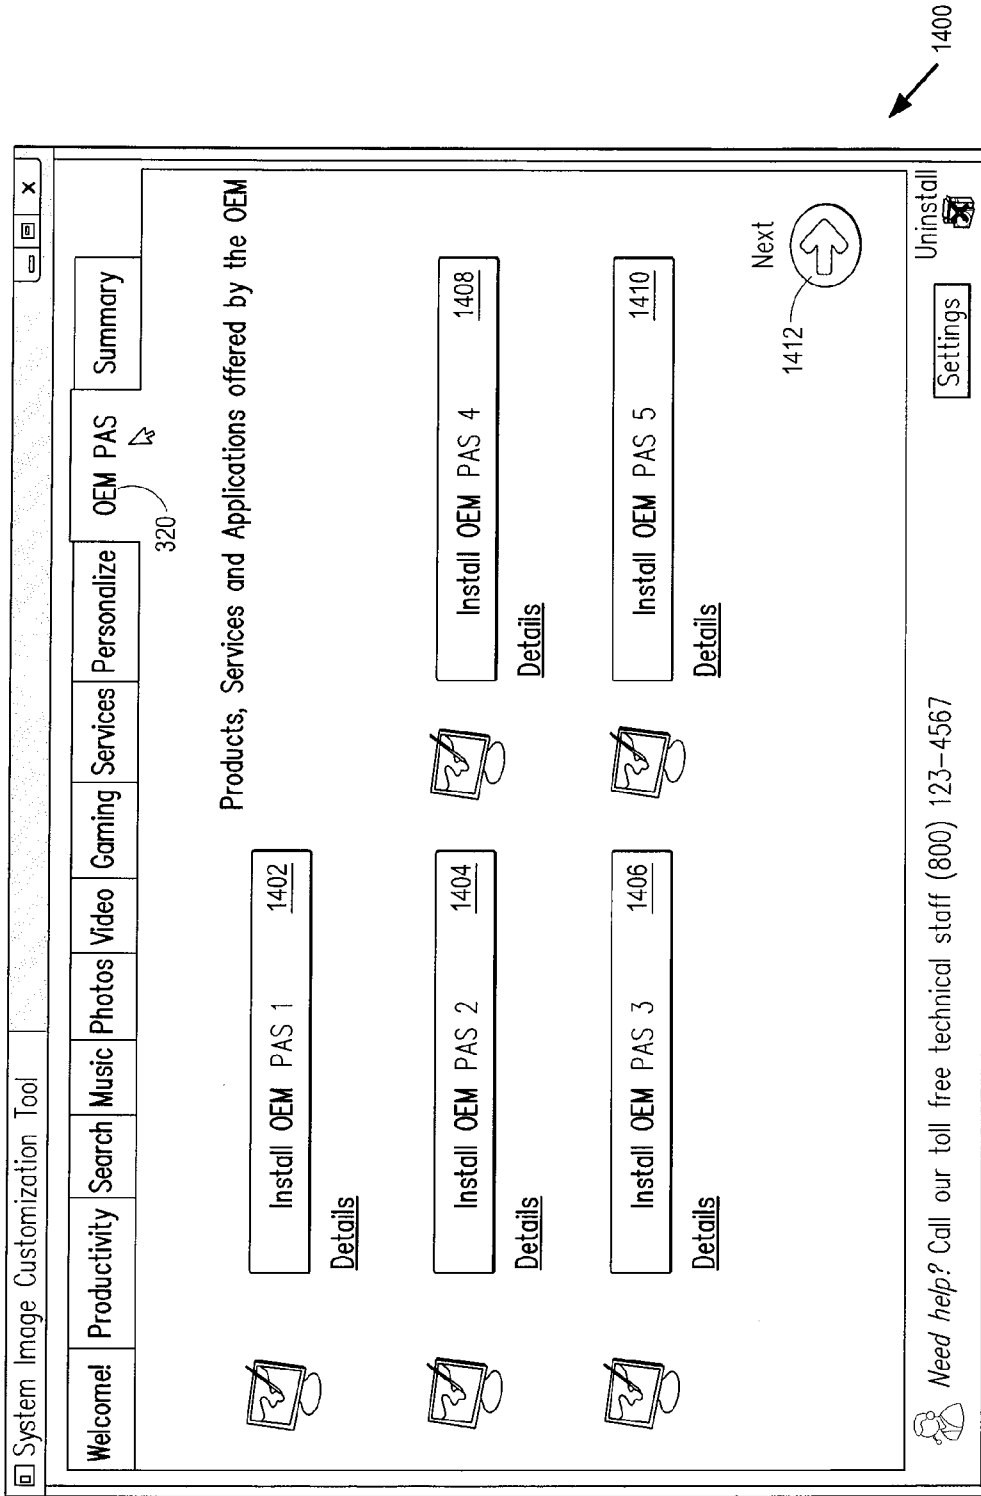 System Image Customization Tool
Welcome! Productivity Search Music Photos Video Gaming Services Personalize OEM PAS Summary
320
Products, Services and Applications offered by the OEM
Install OEM PAS 1 1402
Details
Install OEM PAS 2 1404
Details
Install OEM PAS 3 1406
Details
Install OEM PAS 4 1408
Details
Install OEM PAS 5 1410
Details
Next
1412
Need help? Call our toll free technical staff (800) 123-4567
Settings
Uninstall
1400